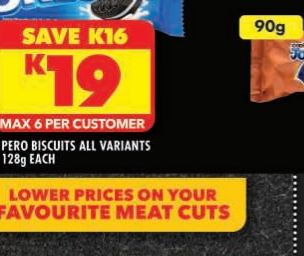 SAVE K16
K19
MAX 6 PER CUSTOMER
PERO BISCUITS ALL VARIANTS
128g EACH
90g
LOWER PRICES ON YOUR
FAVOURITE MEAT CUTS